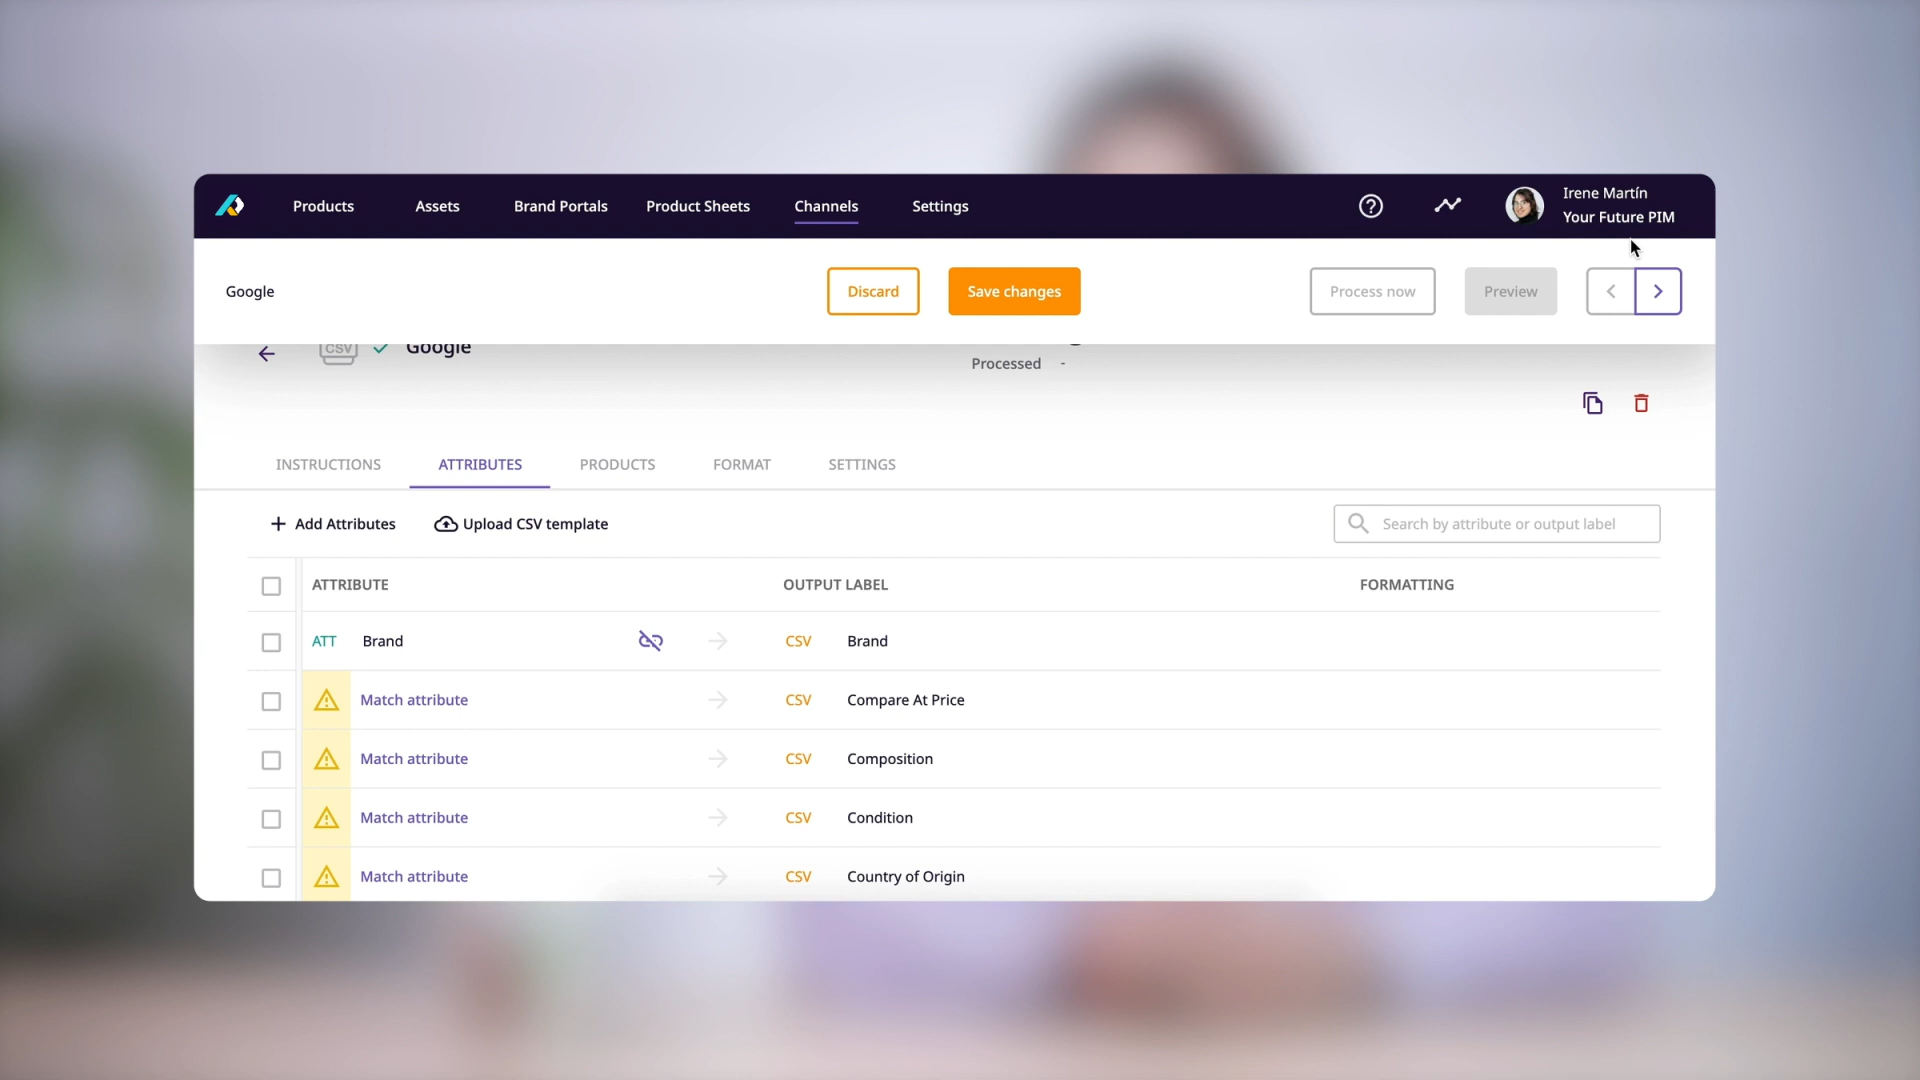 Products Assets Brand Portals Product Sheets Channels Settings
Irene Martín
Your Future PIM
Google Discard Save changes Process now Preview
CSV Google
Processed -
INSTRUCTIONS ATTRIBUTES PRODUCTS FORMAT SETTINGS
Add Attributes Upload CSV template Search by attribute or output label
ATTRIBUTE OUTPUT LABEL FORMATTING
ATT Brand CSV Brand
Match attribute CSV Compare At Price
Match attribute CSV Composition
Match attribute CSV Condition
Match attribute CSV Country of Origin